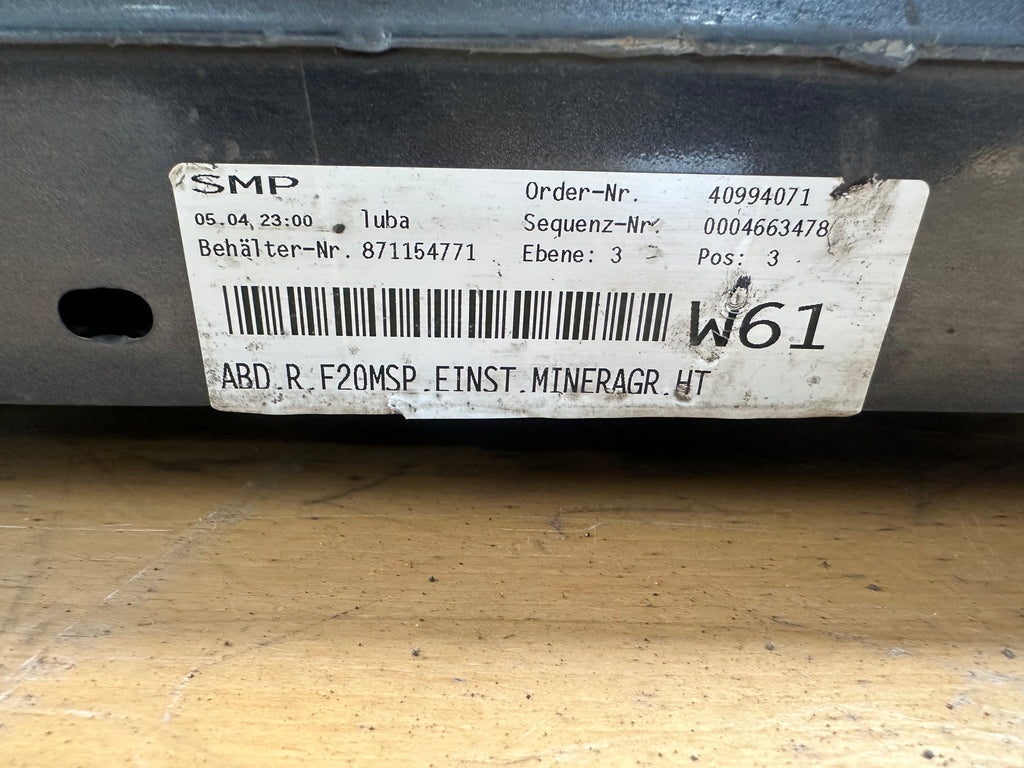 SMP Order-Nr. 40994071
05.04, 23:00 luba Sequenz-Nr. 0004663478
Behälter-Nr. 871154771 Ebene: 3 Pos: 3
W61
ABD.R.F20MSP.EINST.MINERAGR.HT